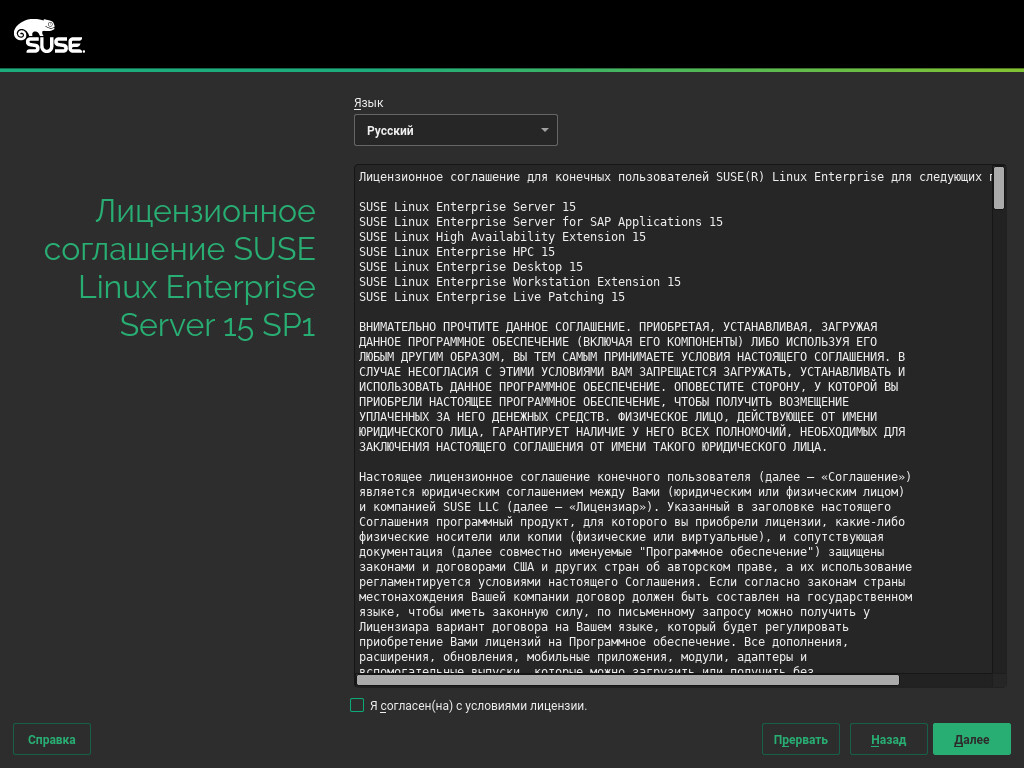 SUSE.
Язык
Русский
Лицензионное
соглашение SUSE
Linux Enterprise
Server 15 SP1
Лицензионное соглашение для конечных пользователей SUSE(R) Linux Enterprise для следующих
SUSE Linux Enterprise Server 15
SUSE Linux Enterprise Server for SAP Applications 15
SUSE Linux High Availability Extension 15
SUSE Linux Enterprise HPC 15
SUSE Linux Enterprise Desktop 15
SUSE Linux Enterprise Workstation Extension 15
SUSE Linux Enterprise Live Patching 15
ВНИМАТЕЛЬНО ПРОЧТИТЕ ДАННОЕ СОГЛАШЕНИЕ. ПРИОБРЕТАЯ, УСТАНАВЛИВАЯ, ЗАГРУЖАЯ
ДАННОЕ ПРОГРАММНОЕ ОБЕСПЕЧЕНИЕ (ВКЛЮЧАЯ ЕГО КОМПОНЕНТЫ) ЛИБО ИСПОЛЬЗУЯ ЕГО
ЛЮБЫМ ДРУГИМ ОБРАЗОМ, ВЫ ТЕМ САМЫМ ПРИНИМАЕТЕ УСЛОВИЯ НАСТОЯЩЕГО СОГЛАШЕНИЯ. В
СЛУЧАЕ НЕСОГЛАСИЯ С ЭТИМИ УСЛОВИЯМИ ВАМ ЗАПРЕЩАЕТСЯ ЗАГРУЖАТЬ, УСТАНАВЛИВАТЬ И
ИСПОЛЬЗОВАТЬ ДАННОЕ ПРОГРАММНОЕ ОБЕСПЕЧЕНИЕ. ОПОВЕСТИТЕ СТОРОНУ, У КОТОРОЙ ВЫ
ПРИОБРЕЛИ НАСТОЯЩЕЕ ПРОГРАММНОЕ ОБЕСПЕЧЕНИЕ, ЧТОБЫ ПОЛУЧИТЬ ВОЗМЕЩЕНИЕ
УПЛАЧЕННЫХ ЗА НЕГО ДЕНЕЖНЫХ СРЕДСТВ. ФИЗИЧЕСКОЕ ЛИЦО, ДЕЙСТВУЮЩЕЕ ОТ ИМЕНИ
ЮРИДИЧЕСКОГО ЛИЦА, ГАРАНТИРУЕТ НАЛИЧИЕ У НЕГО ВСЕХ ПОЛНОМОЧИЙ, НЕОБХОДИМЫХ ДЛЯ
ЗАКЛЮЧЕНИЯ НАСТОЯЩЕГО СОГЛАШЕНИЯ ОТ ИМЕНИ ТАКОГО ЮРИДИЧЕСКОГО ЛИЦА.
Настоящее лицензионное соглашение конечного пользователя (далее — «Соглашение»)
является юридическим соглашением между Вами (юридическим или физическим лицом)
и компанией SUSE LLC (далее — «Лицензиар»). Указанный в заголовке настоящего
Соглашения программный продукт, для которого вы приобрели лицензии, какие-либо
физические носители или копии (физические или виртуальные), и сопутствующая
документация (далее совместно именуемые "Программное обеспечение") защищены
законами и договорами США и других стран об авторском праве, а их использование
регламентируется условиями настоящего Соглашения. Если согласно законам страны
местонахождения Вашей компании договор должен быть составлен на государственном
языке, чтобы иметь законную силу, по письменному запросу можно получить у
Лицензиара вариант договора на Вашем языке, который будет регулировать
приобретение Вами лицензий на Программное обеспечение. Все дополнения,
расширения, обновления, мобильные приложения, модули, адаптеры и
вспомогательные выпуски, которые можно загрузить или получить без
Я согласен(на) с условиями лицензии.
Справка
Прервать
Назад
Далее